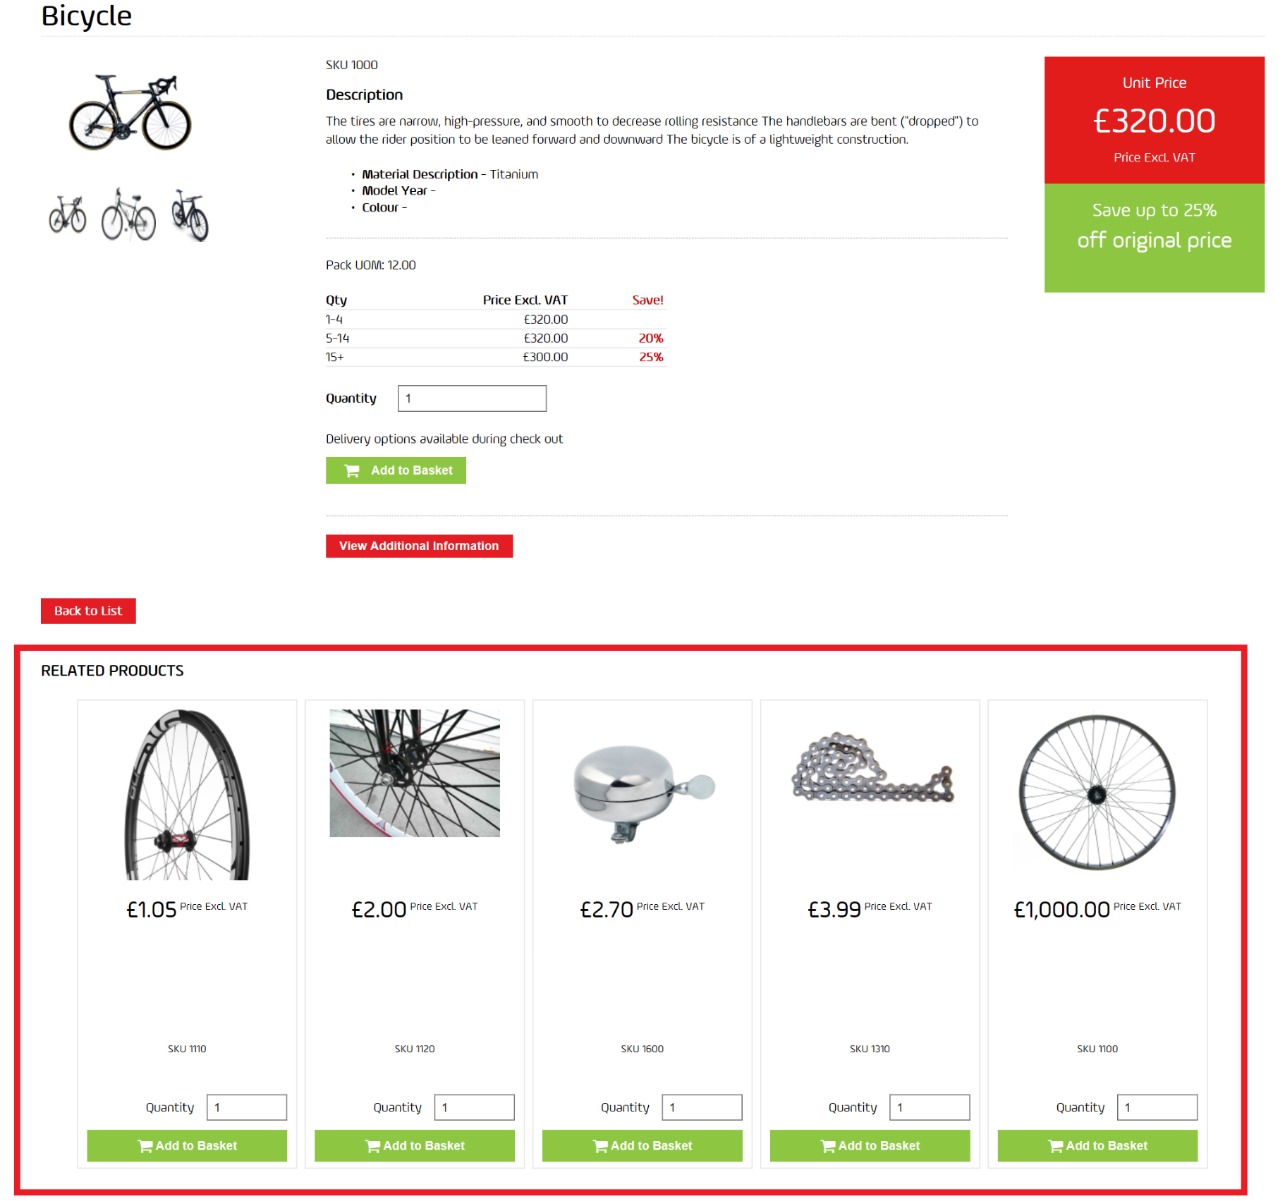 Bicycle
SKU 1000
Description
The tires are narrow, high-pressure, and smooth to decrease rolling resistance The handlebars are bent ("dropped") to
allow the rider position to be leaned forward and downward The bicycle is of a lightweight construction.
• Material Description - Titanium
• Model Year -
• Colour -
Unit Price
£320.00
Price Excl. VAT
Save up to 25%
off original price
Pack UOM: 12.00
Qty Price Excl. VAT Save!
1-4 £320.00
5-14 £320.00 20%
15+ £300.00 25%
Quantity 1
Delivery options available during check out
Add to Basket
View Additional Information
Back to List
RELATED PRODUCTS
£1.05 Price Excl. VAT
SKU 1110
Quantity 1
Add to Basket
£2.00 Price Excl. VAT
SKU 1120
Quantity 1
Add to Basket
£2.70 Price Excl. VAT
SKU 1600
Quantity 1
Add to Basket
£3.99 Price Excl. VAT
SKU 1310
Quantity 1
Add to Basket
£1,000.00 Price Excl. VAT
SKU 1100
Quantity 1
Add to Basket